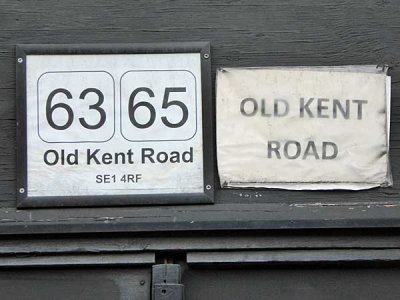 63 65
Old Kent Road
SE1 4RF
OLD KENT
ROAD